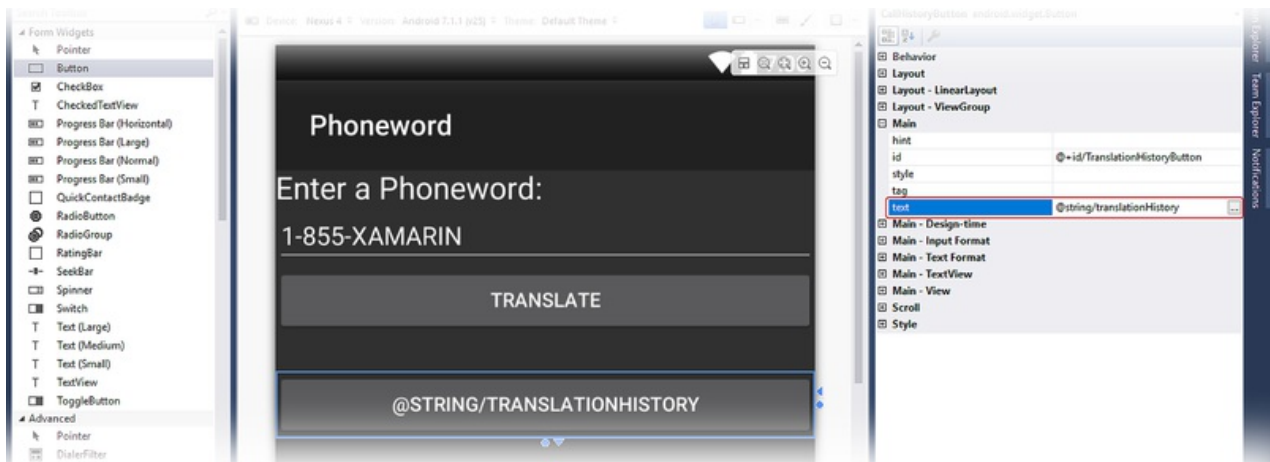 Device: Nexus 4 Version: Android 7.1.1 (v25) Theme: Default Theme
CallHistoryButton android.widget.Button
Form Widgets
Pointer
Button
CheckBox
CheckedTextView
Progress Bar (Horizontal)
Progress Bar (Large)
Progress Bar (Normal)
Progress Bar (Small)
QuickContactBadge
RadioButton
RadioGroup
RatingBar
SeekBar
Spinner
Switch
Text (Large)
Text (Medium)
Text (Small)
TextView
ToggleButton
Advanced
Pointer
DialerFilter
Phoneword
Enter a Phoneword:
1-855-XAMARIN
TRANSLATE
@STRING/TRANSLATIONHISTORY
Behavior
Layout
Layout - LinearLayout
Layout - ViewGroup
Main
hint
id @+id/TranslationHistoryButton
style
tag
text @string/translationHistory ...
Main - Design-time
Main - Input Format
Main - Text Format
Main - TextView
Main - View
Scroll
Style
Explorer
Team Explorer
Notifications